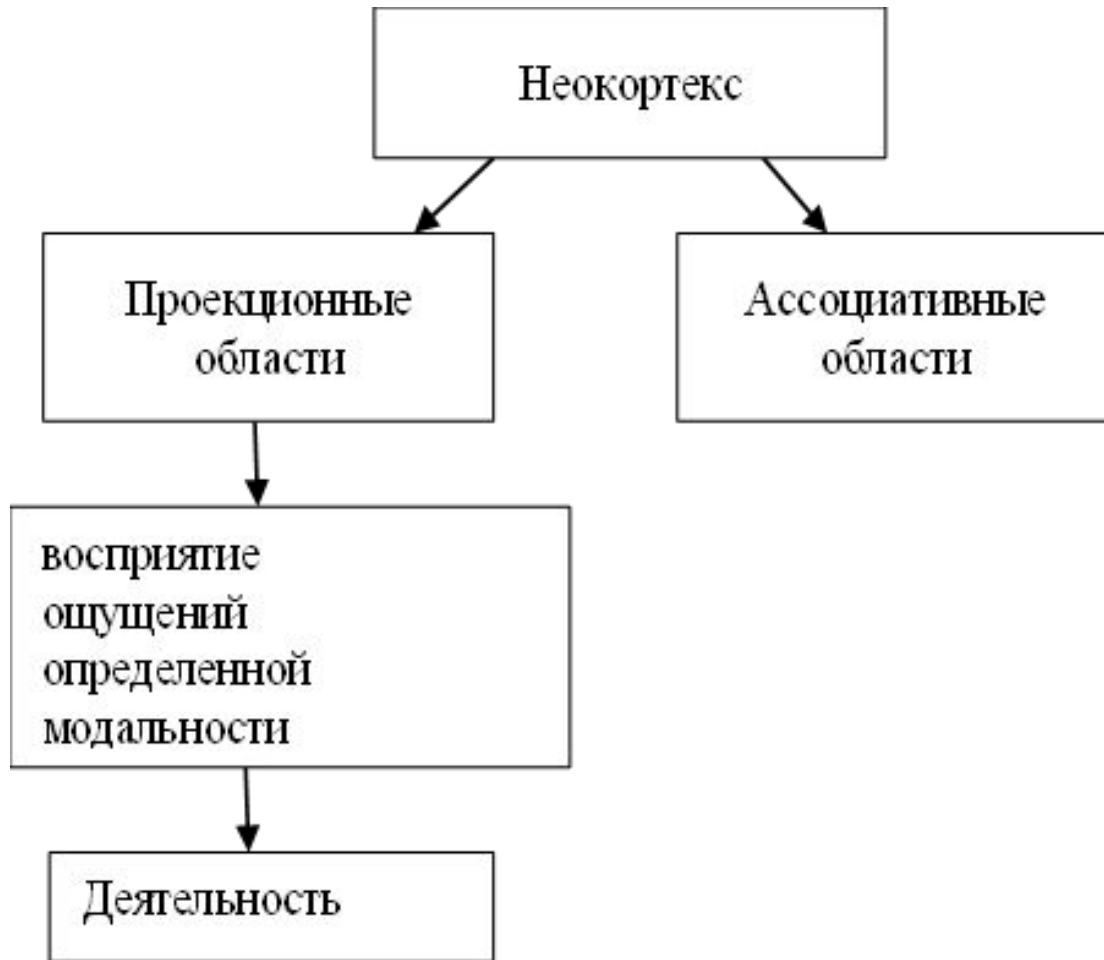 Неокортекс
Проекционные
области
Ассоциативные
области
восприятие
ощущений
определенной
модальности
Деятельность